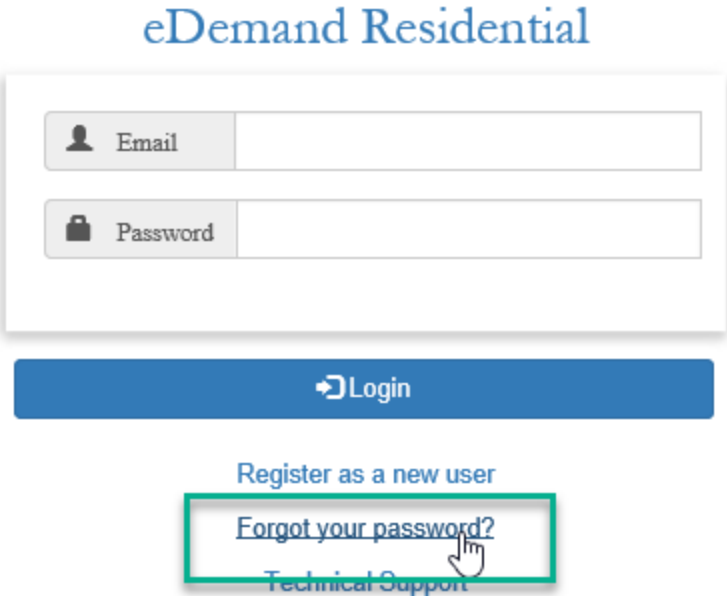 eDemand Residential
Email
Password
Login
Register as a new user
Forgot your password?
Technical Support